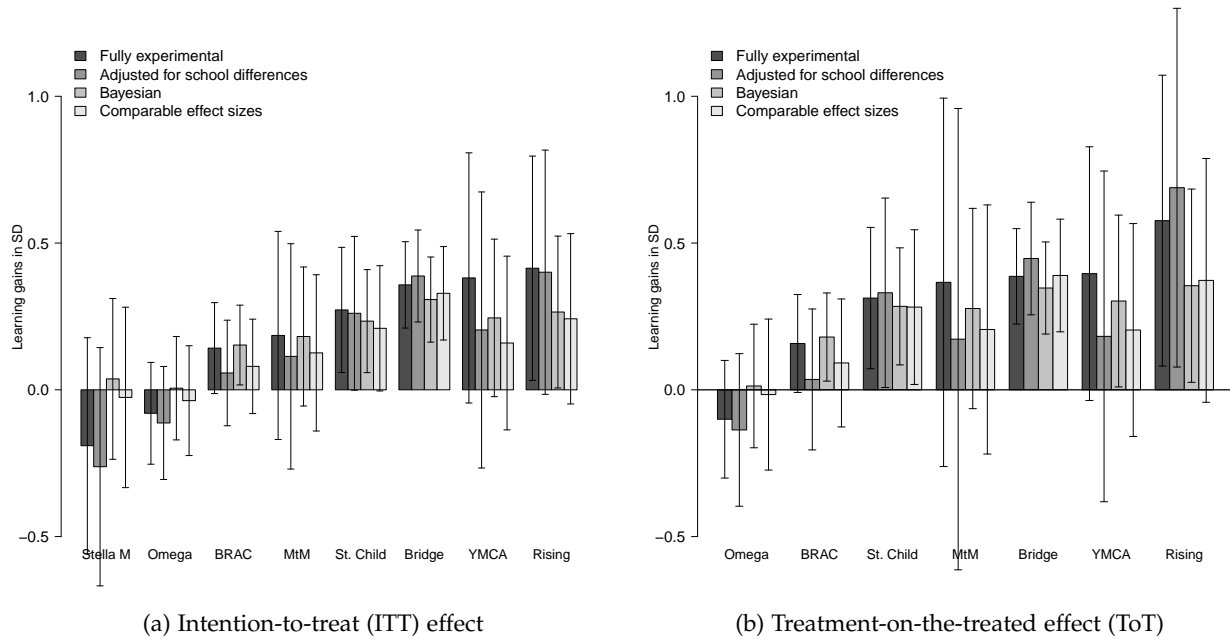 Fully experimental
Adjusted for school differences
Bayesian
Comparable effect sizes
Learning gains in SD
1.0
0.5
0.0
−0.5
Stella M Omega BRAC MtM St. Child Bridge YMCA Rising
(a) Intention-to-treat (ITT) effect
Fully experimental
Adjusted for school differences
Bayesian
Comparable effect sizes
Learning gains in SD
1.0
0.5
0.0
−0.5
Omega BRAC St. Child MtM Bridge YMCA Rising
(b) Treatment-on-the-treated effect (ToT)